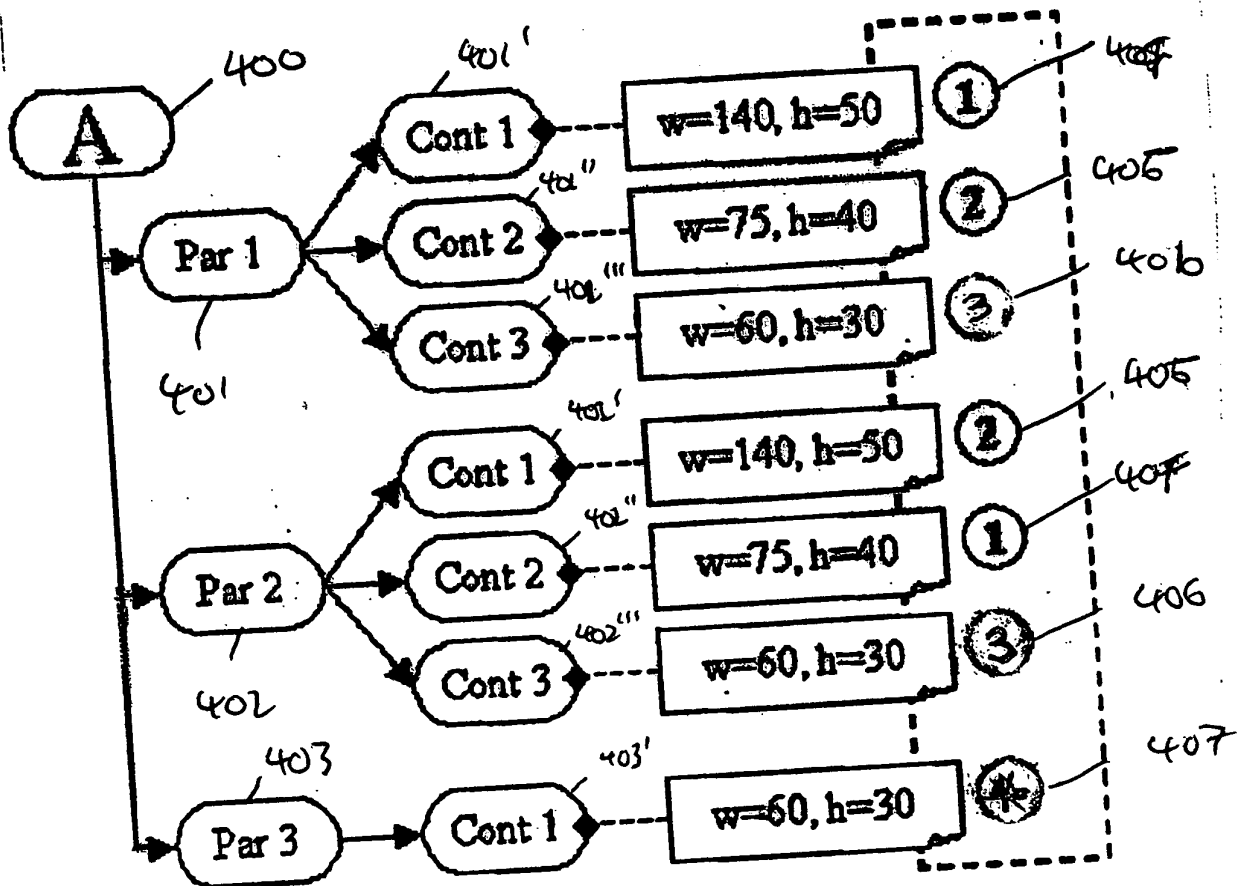 400
401'
A
Cont 1
w=140, h=50
1
401"
Cont 2
w=75, h=40
2
405
Par 1
401
Cont 3
w=60, h=30
3
402'
Cont 1
w=140, h=50
2
405
402"
Cont 2
w=75, h=40
1
Par 2
402
402'''
Cont 3
w=60, h=30
3
406
403
403'
Par 3
Cont 1
w=60, h=30
*
407